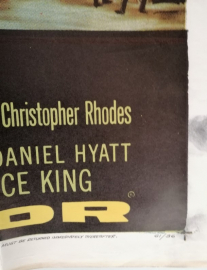 Christopher Rhodes
DANIEL HYATT
CE KING
OR®